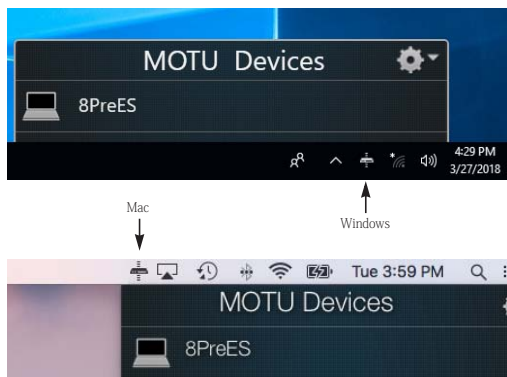 MOTU Devices
8PreES
4:29 PM
3/27/2018
Mac
Windows
Tue 3:59 PM
MOTU Devices
8PreES